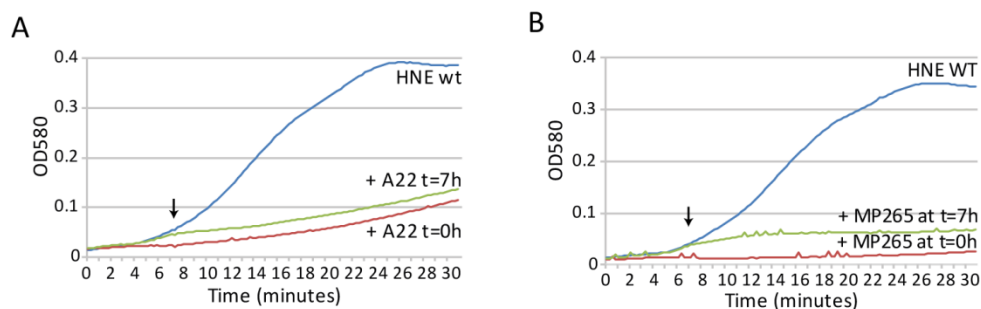 A
OD580
0.4
0.3
0.2
0.1
0
HNE wt
+ A22 t=7h
+ A22 t=0h
0 2 4 6 8 10 12 14 16 18 20 22 24 26 28 30
Time (minutes)
B
OD580
0.4
0.3
0.2
0.1
0
HNE WT
+ MP265 at t=7h
+ MP265 at t=0h
0 2 4 6 8 10 12 14 16 18 20 22 24 26 28 30
Time (minutes)